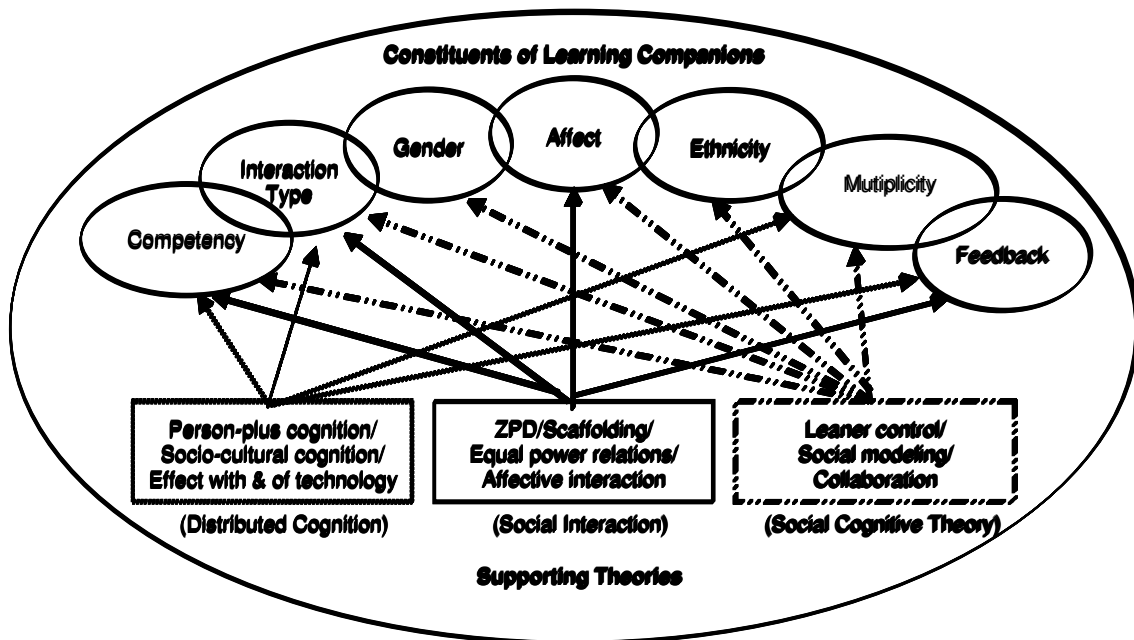 Constituents of Learning Companions
Competency
Interaction
Type
Gender
Affect
Ethnicity
Mutiplicity
Feedback
Person-plus cognition/
Socio-cultural cognition/
Effect with & of technology
(Distributed Cognition)
ZPD/Scaffolding/
Equal power relations/
Affective interaction
(Social Interaction)
Leaner control/
Social modeling/
Collaboration
(Social Cognitive Theory)
Supporting Theories